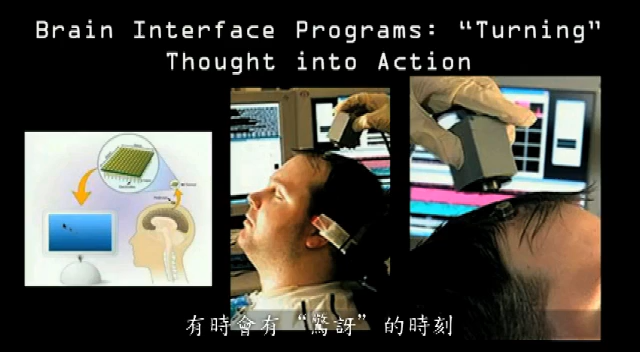 Brain Interface Programs: “Turning”
Thought into Action
有時會有“驚訝”的時刻